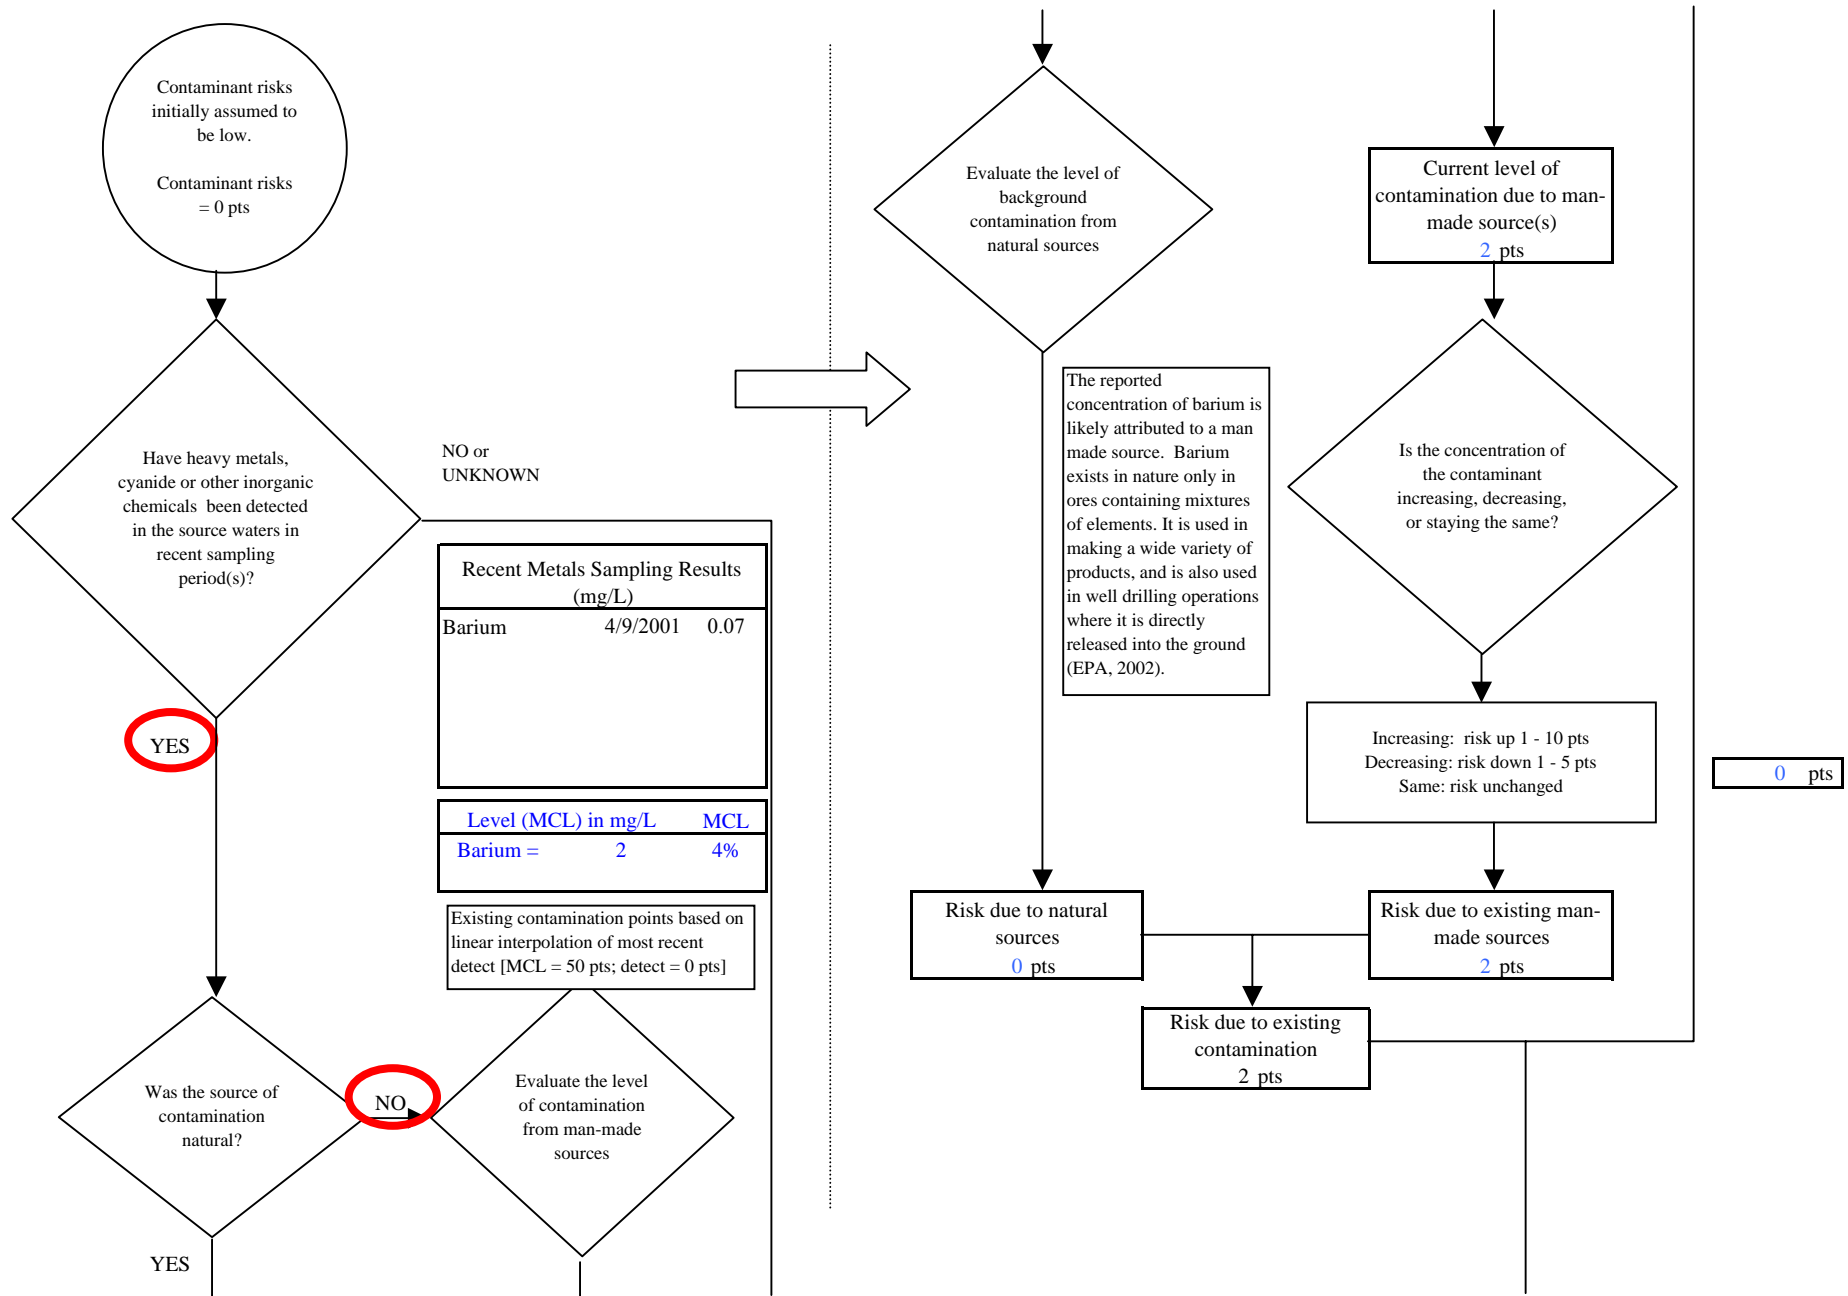 Contaminant risks
initially assumed to
be low.
Contaminant risks
= 0 pts
Have heavy metals,
cyanide or other inorganic
chemicals been detected
in the source waters in
recent sampling
period(s)?
NO or
UNKNOWN
YES
Recent Metals Sampling Results
(mg/L)
Barium 4/9/2001 0.07
Level (MCL) in mg/L MCL
Barium = 2 4%
Existing contamination points based on
linear interpolation of most recent
detect [MCL = 50 pts; detect = 0 pts]
Was the source of
contamination
natural?
NO
Evaluate the level
of contamination
from man-made
sources
YES
Evaluate the level of
background
contamination from
natural sources
The reported
concentration of barium is
likely attributed to a man
made source. Barium
exists in nature only in
ores containing mixtures
of elements. It is used in
making a wide variety of
products, and is also used
in well drilling operations
where it is directly
released into the ground
(EPA, 2002).
Current level of
contamination due to man-
made source(s)
2 pts
Is the concentration of
the contaminant
increasing, decreasing,
or staying the same?
Increasing: risk up 1 - 10 pts
Decreasing: risk down 1 - 5 pts
Same: risk unchanged
0 pts
Risk due to natural
sources
0 pts
Risk due to existing man-
made sources
2 pts
Risk due to existing
contamination
2 pts